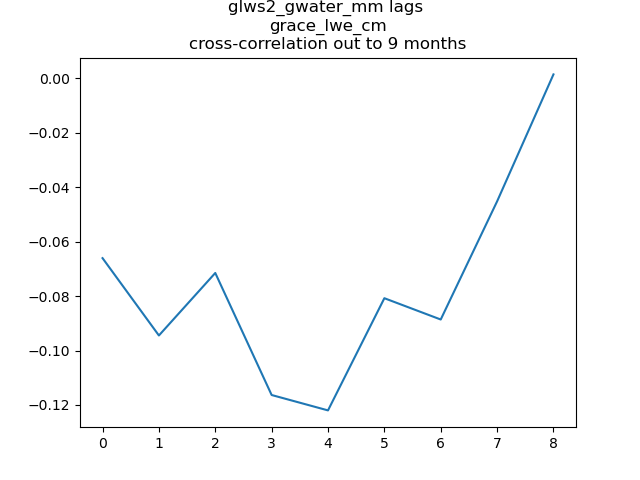 glws2_gwater_mm lags
grace_lwe_cm
cross-correlation out to 9 months
0.00
−0.02
−0.04
−0.06
−0.08
−0.10
−0.12
0 1 2 3 4 5 6 7 8